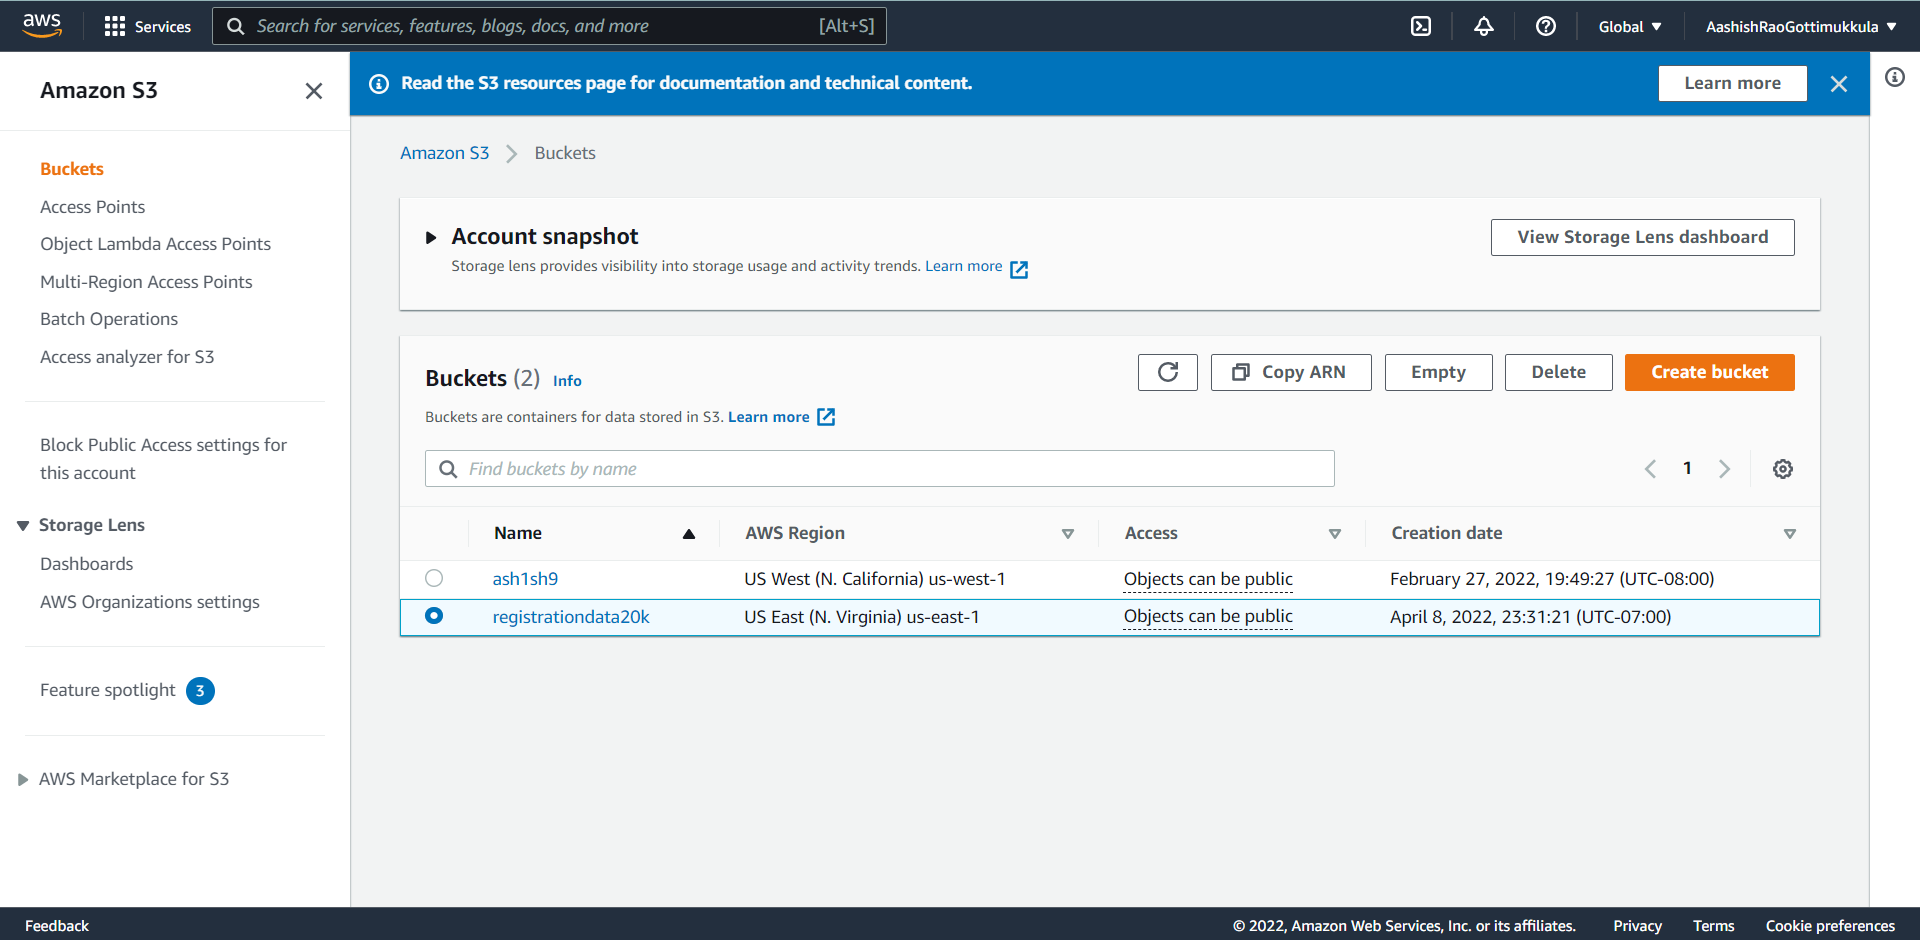 aws
Services
Search for services, features, blogs, docs, and more [Alt+S]
Global
AashishRaoGottimukkula
Amazon S3
Buckets
Access Points
Object Lambda Access Points
Multi-Region Access Points
Batch Operations
Access analyzer for S3
Block Public Access settings for
this account
Storage Lens
Dashboards
AWS Organizations settings
Feature spotlight 3
AWS Marketplace for S3
Read the S3 resources page for documentation and technical content.
Learn more
Amazon S3 Buckets
Account snapshot
Storage lens provides visibility into storage usage and activity trends. Learn more
View Storage Lens dashboard
Buckets (2) Info
Buckets are containers for data stored in S3. Learn more
Copy ARN
Empty
Delete
Create bucket
Find buckets by name
1
Name AWS Region Access Creation date
ash1sh9 US West (N. California) us-west-1 Objects can be public February 27, 2022, 19:49:27 (UTC-08:00)
registrationdata20k US East (N. Virginia) us-east-1 Objects can be public April 8, 2022, 23:31:21 (UTC-07:00)
Feedback
© 2022, Amazon Web Services, Inc. or its affiliates.
Privacy
Terms
Cookie preferences